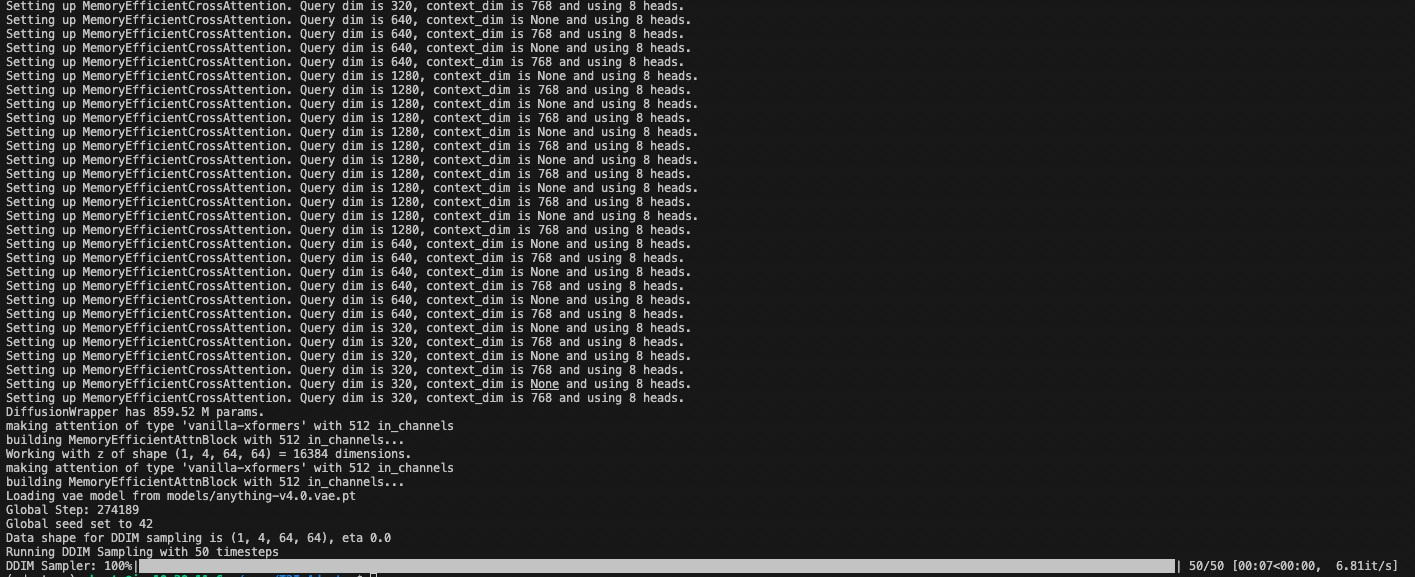 Setting up MemoryEfficientCrossAttention. Query dim is 320, context_dim is 768 and using 8 heads.
Setting up MemoryEfficientCrossAttention. Query dim is 640, context_dim is None and using 8 heads.
Setting up MemoryEfficientCrossAttention. Query dim is 640, context_dim is 768 and using 8 heads.
Setting up MemoryEfficientCrossAttention. Query dim is 640, context_dim is None and using 8 heads.
Setting up MemoryEfficientCrossAttention. Query dim is 640, context_dim is 768 and using 8 heads.
Setting up MemoryEfficientCrossAttention. Query dim is 1280, context_dim is None and using 8 heads.
Setting up MemoryEfficientCrossAttention. Query dim is 1280, context_dim is 768 and using 8 heads.
Setting up MemoryEfficientCrossAttention. Query dim is 1280, context_dim is None and using 8 heads.
Setting up MemoryEfficientCrossAttention. Query dim is 1280, context_dim is 768 and using 8 heads.
Setting up MemoryEfficientCrossAttention. Query dim is 1280, context_dim is None and using 8 heads.
Setting up MemoryEfficientCrossAttention. Query dim is 1280, context_dim is 768 and using 8 heads.
Setting up MemoryEfficientCrossAttention. Query dim is 1280, context_dim is None and using 8 heads.
Setting up MemoryEfficientCrossAttention. Query dim is 1280, context_dim is 768 and using 8 heads.
Setting up MemoryEfficientCrossAttention. Query dim is 1280, context_dim is None and using 8 heads.
Setting up MemoryEfficientCrossAttention. Query dim is 1280, context_dim is 768 and using 8 heads.
Setting up MemoryEfficientCrossAttention. Query dim is 1280, context_dim is None and using 8 heads.
Setting up MemoryEfficientCrossAttention. Query dim is 1280, context_dim is 768 and using 8 heads.
Setting up MemoryEfficientCrossAttention. Query dim is 640, context_dim is None and using 8 heads.
Setting up MemoryEfficientCrossAttention. Query dim is 640, context_dim is 768 and using 8 heads.
Setting up MemoryEfficientCrossAttention. Query dim is 640, context_dim is None and using 8 heads.
Setting up MemoryEfficientCrossAttention. Query dim is 640, context_dim is 768 and using 8 heads.
Setting up MemoryEfficientCrossAttention. Query dim is 640, context_dim is None and using 8 heads.
Setting up MemoryEfficientCrossAttention. Query dim is 640, context_dim is 768 and using 8 heads.
Setting up MemoryEfficientCrossAttention. Query dim is 320, context_dim is None and using 8 heads.
Setting up MemoryEfficientCrossAttention. Query dim is 320, context_dim is 768 and using 8 heads.
Setting up MemoryEfficientCrossAttention. Query dim is 320, context_dim is None and using 8 heads.
Setting up MemoryEfficientCrossAttention. Query dim is 320, context_dim is 768 and using 8 heads.
Setting up MemoryEfficientCrossAttention. Query dim is 320, context_dim is None and using 8 heads.
Setting up MemoryEfficientCrossAttention. Query dim is 320, context_dim is 768 and using 8 heads.
DiffusionWrapper has 859.52 M params.
making attention of type 'vanilla-xformers' with 512 in_channels
building MemoryEfficientAttnBlock with 512 in_channels...
Working with z of shape (1, 4, 64, 64) = 16384 dimensions.
making attention of type 'vanilla-xformers' with 512 in_channels
building MemoryEfficientAttnBlock with 512 in_channels...
Loading vae model from models/anything-v4.0.vae.pt
Global Step: 274189
Global seed set to 42
Data shape for DDIM sampling is (1, 4, 64, 64), eta 0.0
Running DDIM Sampling with 50 timesteps
DDIM Sampler: 100%| | 50/50 [00:07<00:00, 6.81it/s]